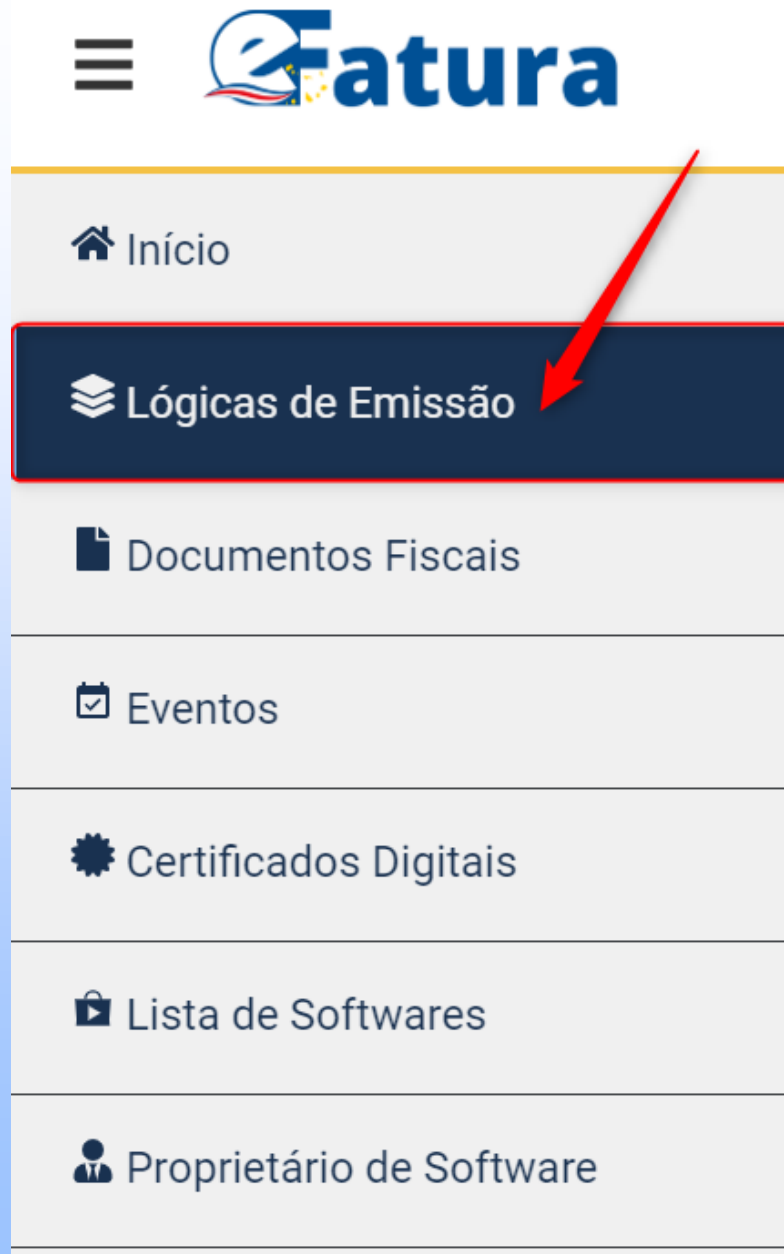 eFatura
Início
Lógicas de Emissão
Documentos Fiscais
Eventos
Certificados Digitais
Lista de Softwares
Proprietário de Software